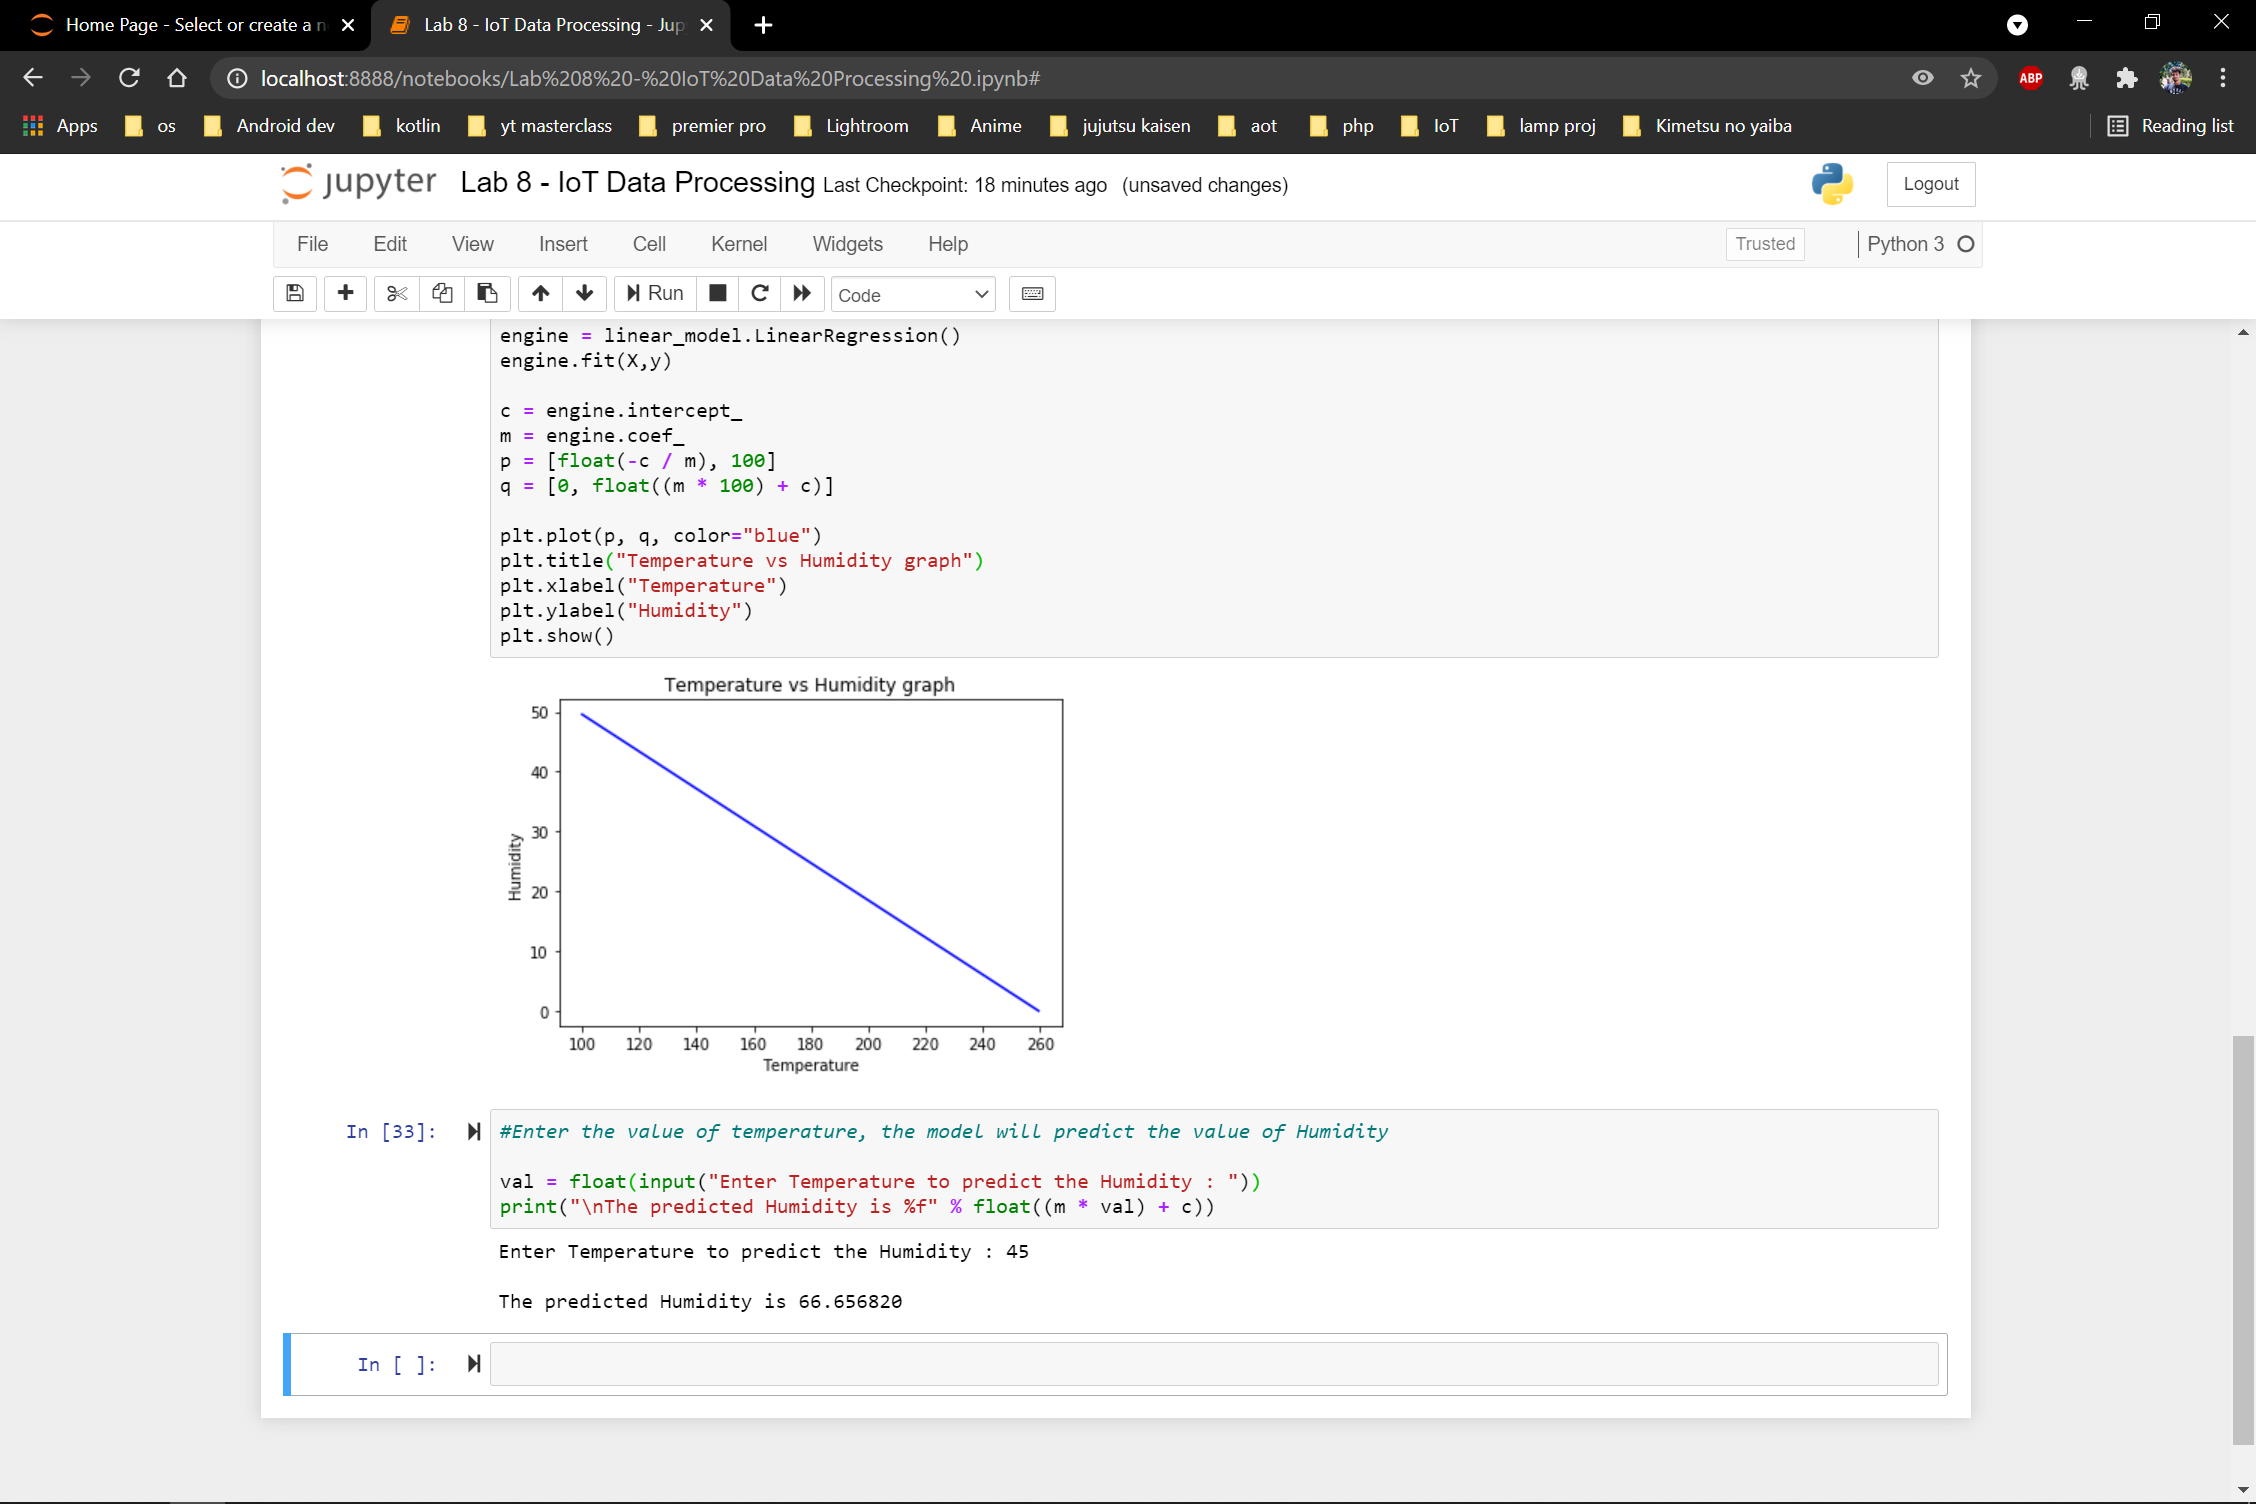 Home Page - Select or create a n
Lab 8 - IoT Data Processing - Jup
localhost:8888/notebooks/Lab%208%20-%20IoT%20Data%20Processing%20.ipynb#
ABP
Apps os Android dev kotlin yt masterclass premier pro Lightroom Anime jujutsu kaisen aot php IoT lamp proj Kimetsu no yaiba Reading list
jupyter Lab 8 - IoT Data Processing Last Checkpoint: 18 minutes ago (unsaved changes) Logout
File Edit View Insert Cell Kernel Widgets Help Trusted Python 3
Run Code
engine = linear_model.LinearRegression()
engine.fit(X,y)
c = engine.intercept_
m = engine.coef_
p = [float(-c / m), 100]
q = [0, float((m * 100) + c)]
plt.plot(p, q, color="blue")
plt.title("Temperature vs Humidity graph")
plt.xlabel("Temperature")
plt.ylabel("Humidity")
plt.show()
Temperature vs Humidity graph
50
40
30
20
10
0
Humidity
100 120 140 160 180 200 220 240 260
Temperature
In [33]: #Enter the value of temperature, the model will predict the value of Humidity
val = float(input("Enter Temperature to predict the Humidity : "))
print("\nThe predicted Humidity is %f" % float((m * val) + c))
Enter Temperature to predict the Humidity : 45
The predicted Humidity is 66.656820
In [ ]: